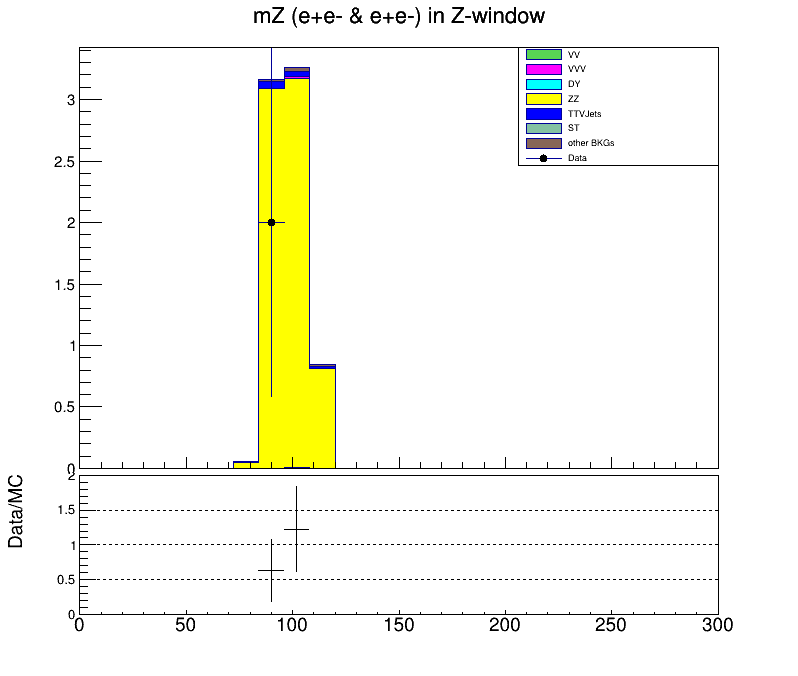 mZ (e+e- & e+e-) in Z-window
VV
VVV
DY
ZZ
TTVJets
ST
other BKGs
Data
3
2.5
2
1.5
1
0.5
0
Data/MC
2
1.5
1
0.5
0
0 50 100 150 200 250 300